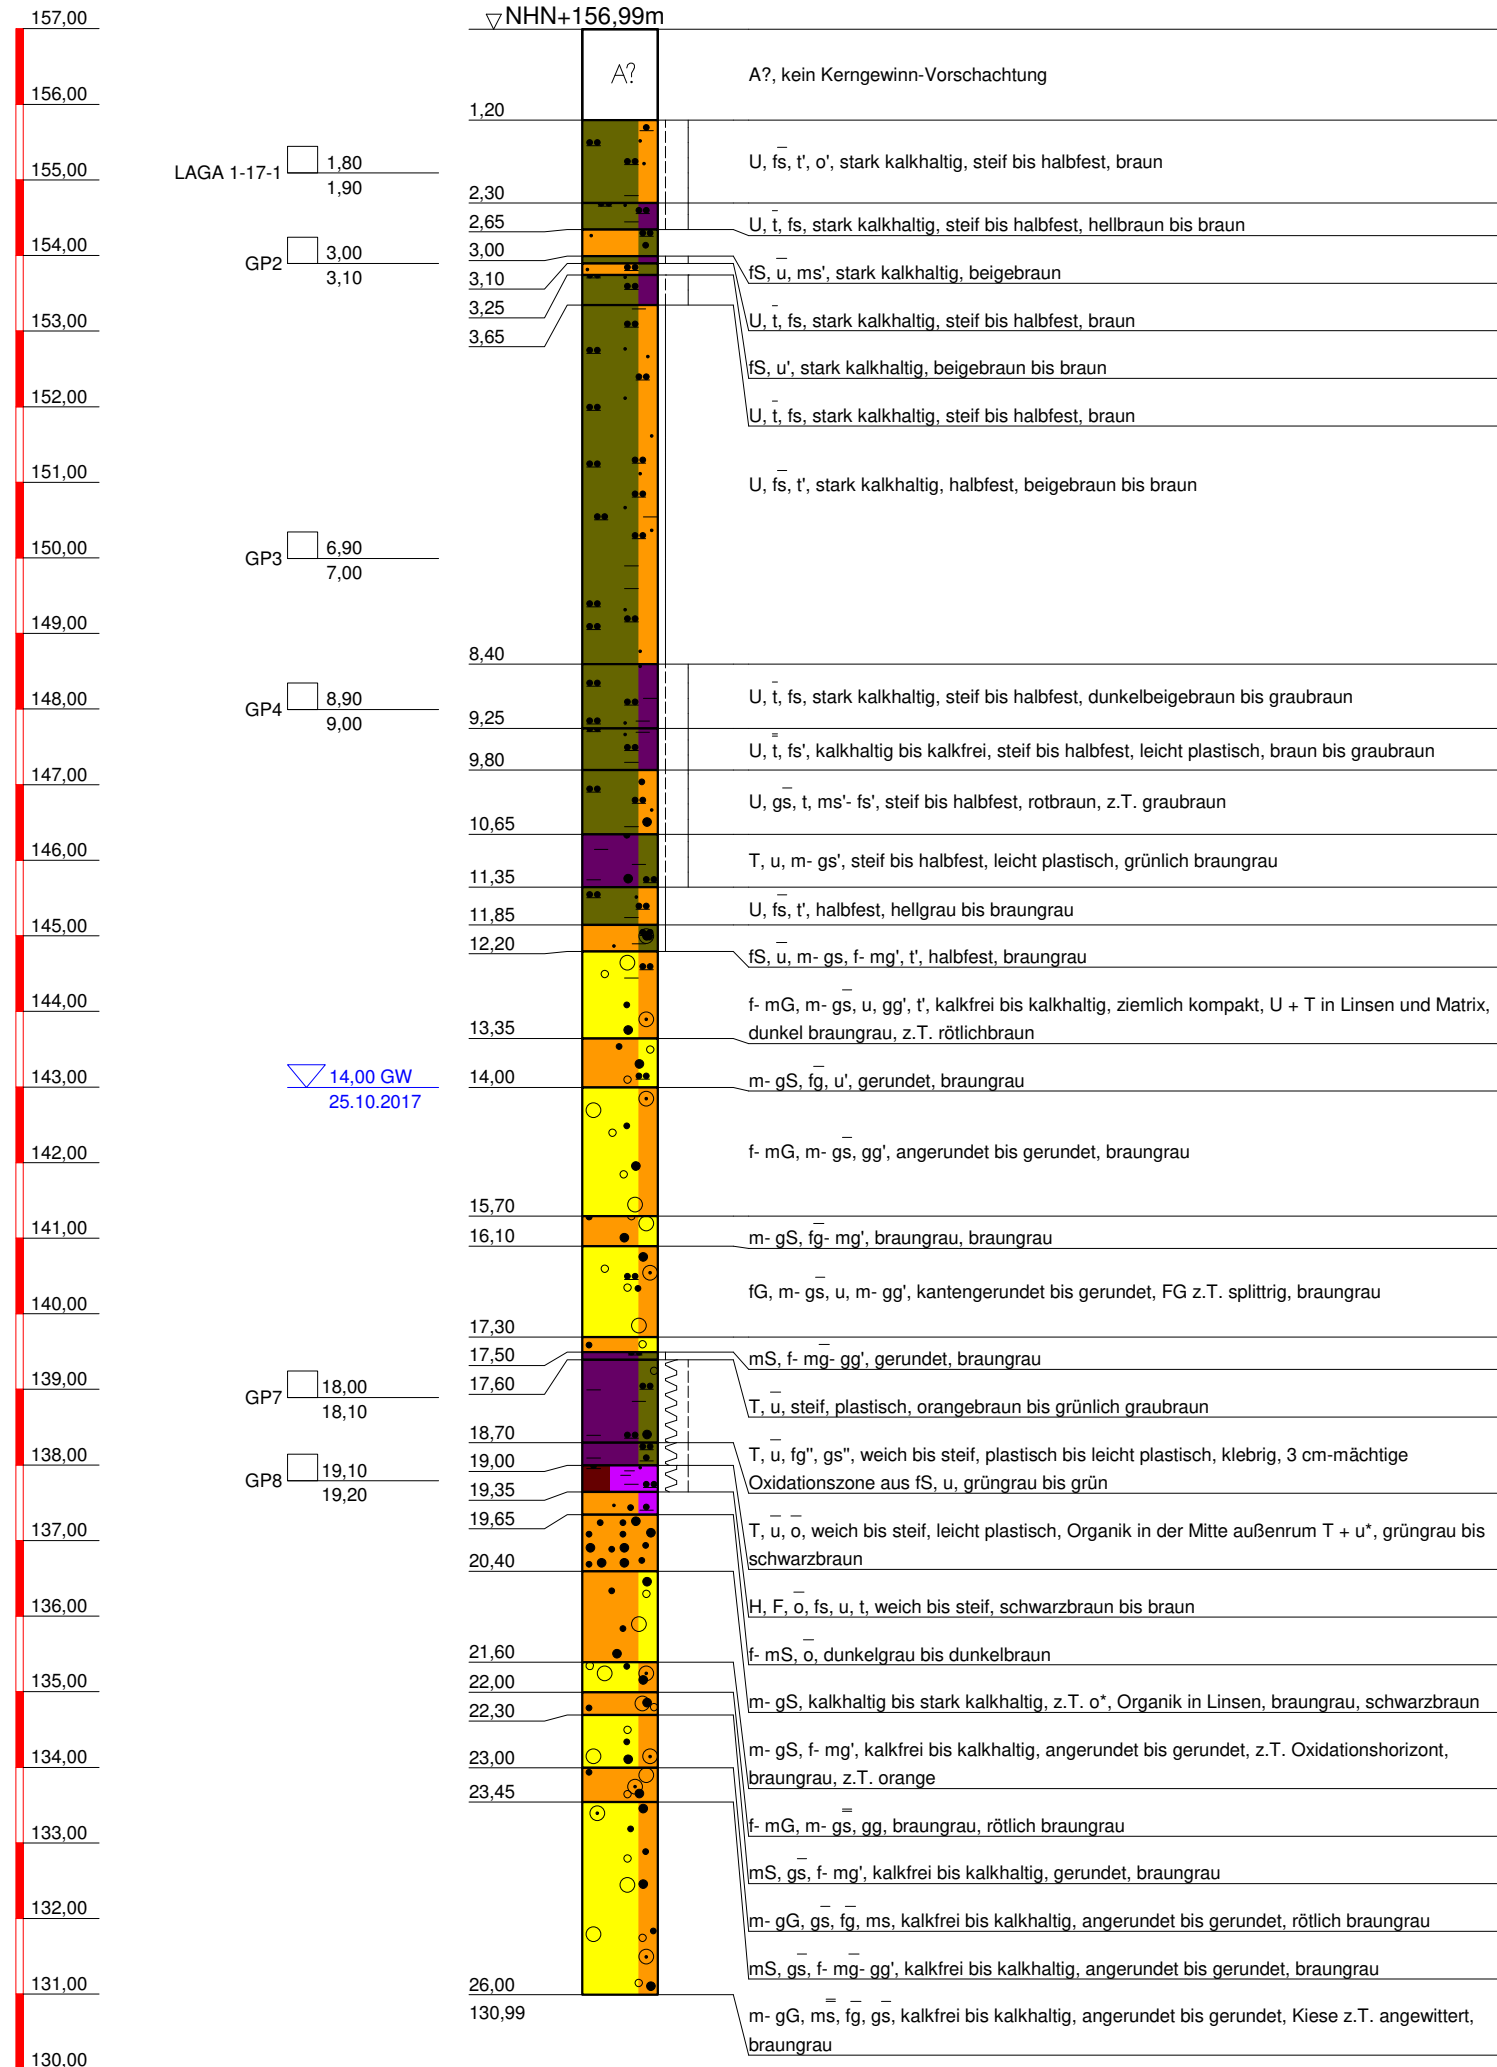 157,00
NHN+156,99m
A?
A?, kein Kerngewinn-Vorschachtung
156,00
1,20
LAGA 1-17-1
1,80
1,90
155,00
U, f̅s̅, t', o', stark kalkhaltig, steif bis halbfest, braun
2,30
2,65
U, t̅, fs, stark kalkhaltig, steif bis halbfest, hellbraun bis braun
154,00
GP2
3,00
3,10
3,00
3,10
fS, u̅, ms', stark kalkhaltig, beigebraun
3,25
U, t̅, fs, stark kalkhaltig, steif bis halbfest, braun
153,00
3,65
fS, u', stark kalkhaltig, beigebraun bis braun
152,00
U, t̅, fs, stark kalkhaltig, steif bis halbfest, braun
151,00
U, f̅s̅, t', stark kalkhaltig, halbfest, beigebraun bis braun
150,00
GP3
6,90
7,00
149,00
8,40
148,00
GP4
8,90
9,00
U, t̅, fs, stark kalkhaltig, steif bis halbfest, dunkelbeigebraun bis graubraun
9,25
U, t̿, fs', kalkhaltig bis kalkfrei, steif bis halbfest, leicht plastisch, braun bis graubraun
9,80
147,00
U, g̅s̅, t, ms'- fs', steif bis halbfest, rotbraun, z.T. graubraun
10,65
146,00
T, u, m- gs', steif bis halbfest, leicht plastisch, grünlich braungrau
11,35
U, f̅s̅, t', halbfest, hellgrau bis braungrau
11,85
145,00
12,20
fS, u̅, m- gs, f- mg', t', halbfest, braungrau
144,00
f- mG, m- g̅s̅, u, gg', t', kalkfrei bis kalkhaltig, ziemlich kompakt, U + T in Linsen und Matrix,
dunkel braungrau, z.T. rötlichbraun
13,35
143,00
14,00 GW
25.10.2017
14,00
m- gS, f̅g̅, u', gerundet, braungrau
142,00
f- mG, m- g̅s̅, gg', angerundet bis gerundet, braungrau
15,70
141,00
16,10
m- gS, f̅g̅- mg', braungrau, braungrau
140,00
fG, m- g̅s̅, u, m- gg', kantengerundet bis gerundet, FG z.T. splittrig, braungrau
17,30
17,50
mS, f- m̅g̅- gg', gerundet, braungrau
139,00
GP7
18,00
18,10
17,60
T, u̅, steif, plastisch, orangebraun bis grünlich graubraun
18,70
138,00
T, u̅, fg'', gs'', weich bis steif, plastisch bis leicht plastisch, klebrig, 3 cm-mächtige
Oxidationszone aus fS, u, grüngrau bis grün
GP8
19,10
19,20
19,00
19,35
137,00
19,65
T, u̅, o̅, weich bis steif, leicht plastisch, Organik in der Mitte außenrum T + u*, grüngrau bis
schwarzbraun
20,40
136,00
H, F, o̅, fs, u, t, weich bis steif, schwarzbraun bis braun
21,60
f- mS, o̅, dunkelgrau bis dunkelbraun
135,00
22,00
22,30
m- gS, kalkhaltig bis stark kalkhaltig, z.T. o*, Organik in Linsen, braungrau, schwarzbraun
134,00
23,00
m- gS, f- mg', kalkfrei bis kalkhaltig, angerundet bis gerundet, z.T. Oxidationshorizont,
braungrau, z.T. orange
23,45
f- mG, m- g̿s̿, gg, braungrau, rötlich braungrau
133,00
mS, g̅s̅, f- mg', kalkfrei bis kalkhaltig, gerundet, braungrau
132,00
m- gG, g̅s̅, f̅g̅, ms, kalkfrei bis kalkhaltig, angerundet bis gerundet, rötlich braungrau
mS, g̅s̅, f- m̅g̅- gg', kalkfrei bis kalkhaltig, angerundet bis gerundet, braungrau
131,00
26,00
130,99
m- gG, m̿s̿, f̅g̅, g̅s̅, kalkfrei bis kalkhaltig, angerundet bis gerundet, Kiese z.T. angewittert,
braungrau
130.00